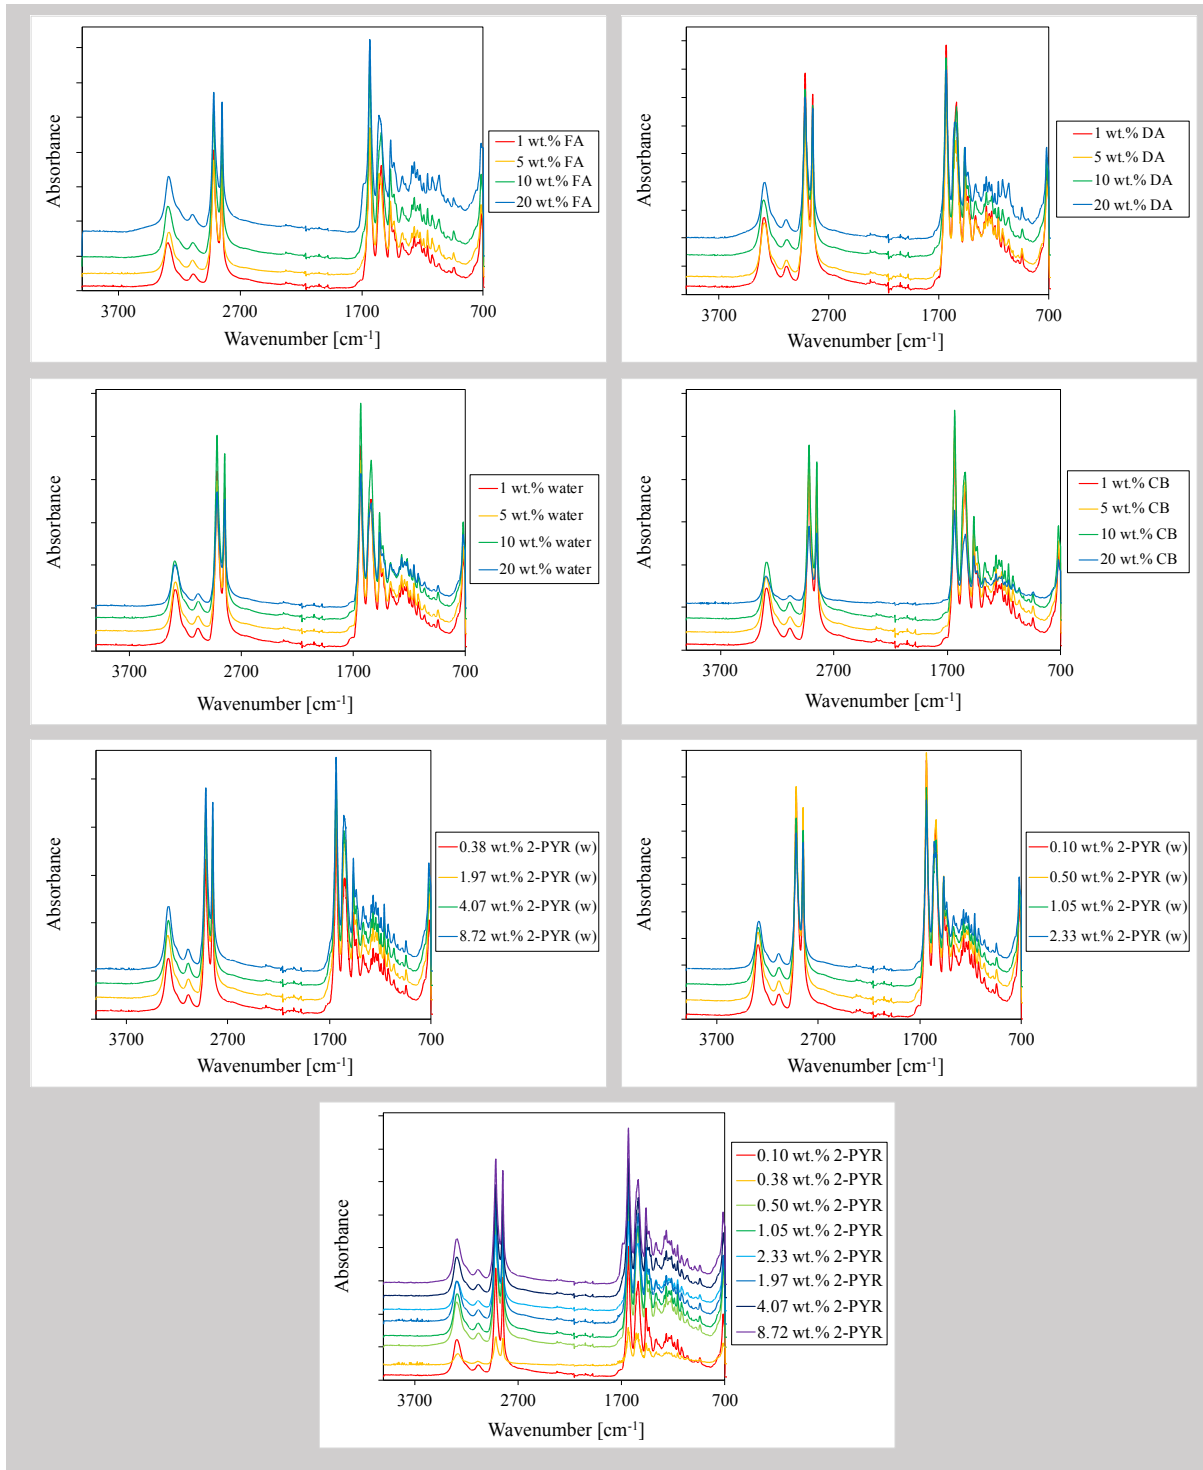 Absorbance
1 wt.% FA
5 wt.% FA
10 wt.% FA
20 wt.% FA
3700 2700 1700 700
Wavenumber [cm-1]
Absorbance
1 wt.% DA
5 wt.% DA
10 wt.% DA
20 wt.% DA
3700 2700 1700 700
Wavenumber [cm-1]
Absorbance
1 wt.% water
5 wt.% water
10 wt.% water
20 wt.% water
3700 2700 1700 700
Wavenumber [cm-1]
Absorbance
1 wt.% CB
5 wt.% CB
10 wt.% CB
20 wt.% CB
3700 2700 1700 700
Wavenumber [cm-1]
Absorbance
0.38 wt.% 2-PYR (w)
1.97 wt.% 2-PYR (w)
4.07 wt.% 2-PYR (w)
8.72 wt.% 2-PYR (w)
3700 2700 1700 700
Wavenumber [cm-1]
Absorbance
0.10 wt.% 2-PYR (w)
0.50 wt.% 2-PYR (w)
1.05 wt.% 2-PYR (w)
2.33 wt.% 2-PYR (w)
3700 2700 1700 700
Wavenumber [cm-1]
Absorbance
0.10 wt.% 2-PYR
0.38 wt.% 2-PYR
0.50 wt.% 2-PYR
1.05 wt.% 2-PYR
2.33 wt.% 2-PYR
1.97 wt.% 2-PYR
4.07 wt.% 2-PYR
8.72 wt.% 2-PYR
3700 2700 1700 700
Wavenumber [cm-1]